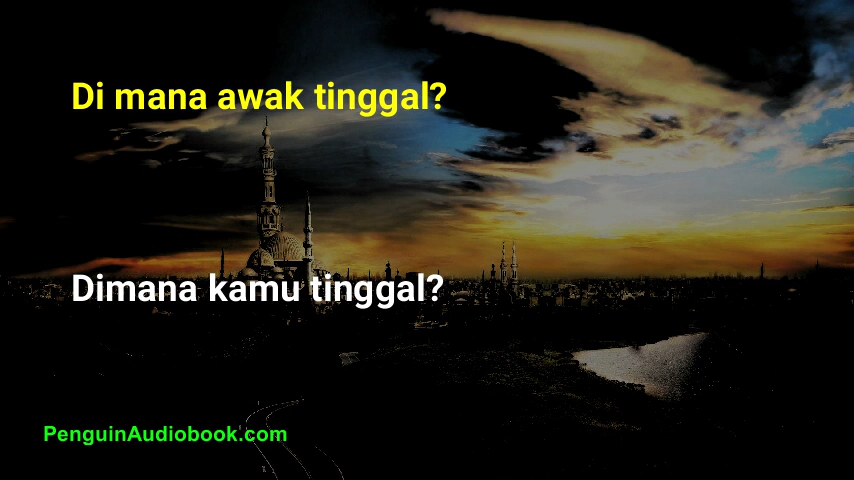 Di mana awak tinggal?
Dimana kamu tinggal?
PenguinAudiobook.com